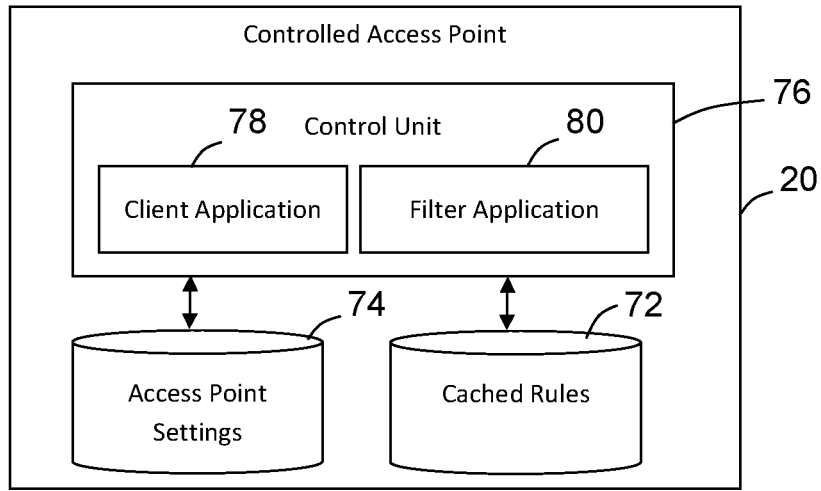 Controlled Access Point
76
78
Control Unit
80
20
Client Application
Filter Application
74
72
Access Point
Settings
Cached Rules